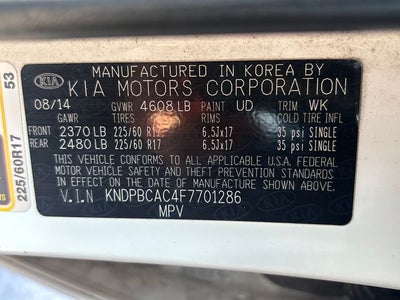 MANUFACTURED IN KOREA BY
KIA KIA MOTORS CORPORATION
08/14 GVWR 4608 LB PAINT UD TRIM WK
GAWR TIRES RIMS COLD TIRE INFL
FRONT 2370 LB 225/60 R17 6.5Jx17 35 psi SINGLE
REAR 2480 LB 225/60 R17 6.5Jx17 35 psi SINGLE
THIS VEHICLE CONFORMS TO ALL APPLICABLE U.S.A. FEDERAL
MOTOR VEHICLE SAFETY AND THEFT PREVENTION STANDARDS
IN EFFECT ON THE DATE OF MANUFACTURE SHOWN ABOVE.
V.I.N KNDPBCAC4F7701286
MPV
53
225/60R17